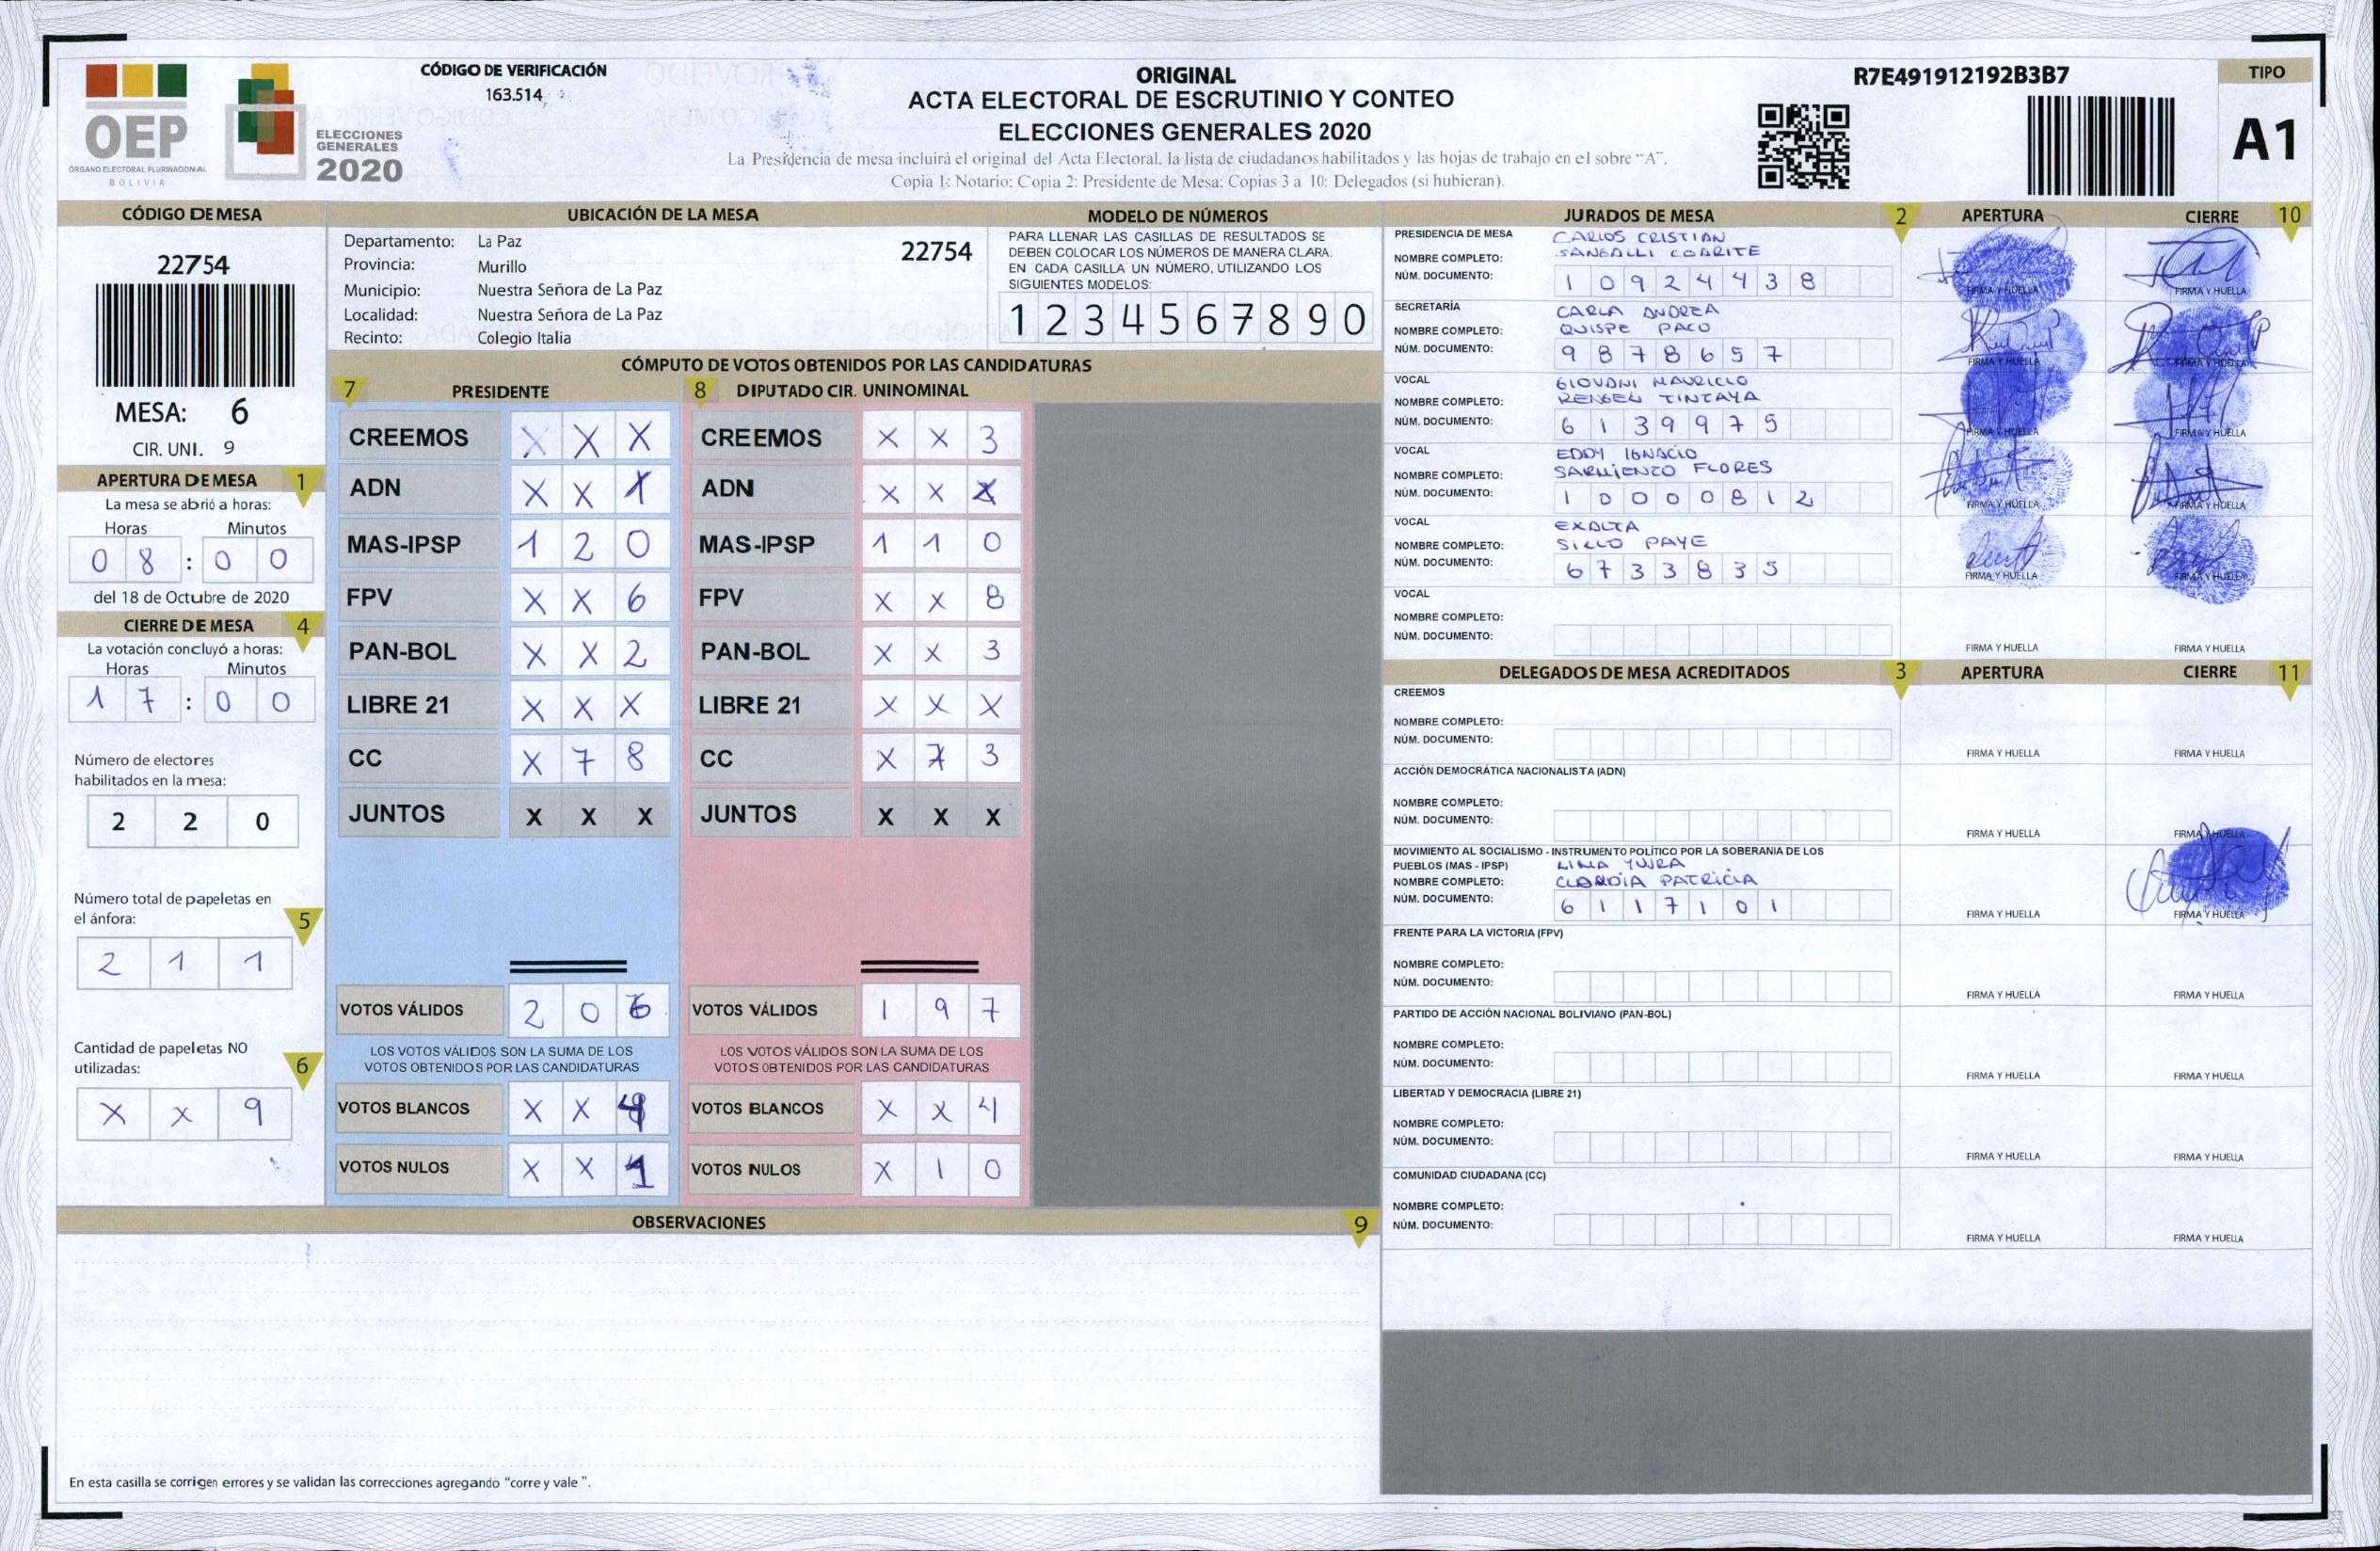 OEP
ÓRGANO ELECTORAL PLURINACIONAL
BOLIVIA
ELECCIONES
GENERALES
2020
CÓDIGO DE VERIFICACIÓN
163.514
ORIGINAL
ACTA ELECTORAL DE ESCRUTINIO Y CONTEO
ELECCIONES GENERALES 2020
La Presidencia de mesa incluirá el original del Acta Electoral, la lista de ciudadanos habilitados y las hojas de trabajo en el sobre "A".
Copia 1: Notario; Copia 2: Presidente de Mesa; Copias 3 a 10: Delegados (si hubieran).
R7E491912192B3B7
TIPO
A1
CÓDIGO DE MESA
22754
MESA: 6
CIR. UNI. 9
APERTURA DE MESA 1
La mesa se abrió a horas:
Horas Minutos
0 8 : 0 0
del 18 de Octubre de 2020
CIERRE DE MESA 4
La votación concluyó a horas:
Horas Minutos
1 7 : 0 0
Número de electores
habilitados en la mesa:
2 2 0
Número total de papeletas en
el ánfora: 5
2 1 1
Cantidad de papeletas NO
utilizadas: 6
X X 9
UBICACIÓN DE LA MESA
Departamento: La Paz
22754
Provincia: Murillo
Municipio: Nuestra Señora de La Paz
Localidad: Nuestra Señora de La Paz
Recinto: Colegio Italia
MODELO DE NÚMEROS
PARA LLENAR LAS CASILLAS DE RESULTADOS SE
DEBEN COLOCAR LOS NÚMEROS DE MANERA CLARA.
EN CADA CASILLA UN NÚMERO, UTILIZANDO LOS
SIGUIENTES MODELOS:
1 2 3 4 5 6 7 8 9 0
CÓMPUTO DE VOTOS OBTENIDOS POR LAS CANDIDATURAS
7 PRESIDENTE 8 DIPUTADO CIR. UNINOMINAL
CREEMOS X X X CREEMOS X X 3
ADN X X X ADN X X X
MAS-IPSP 1 2 0 MAS-IPSP 1 1 0
FPV X X 6 FPV X X 8
PAN-BOL X X 2 PAN-BOL X X 3
LIBRE 21 X X X LIBRE 21 X X X
CC X 7 8 CC X 7 3
JUNTOS X X X JUNTOS X X X
VOTOS VÁLIDOS 2 0 6 VOTOS VÁLIDOS 1 9 7
LOS VOTOS VÁLIDOS SON LA SUMA DE LOS LOS VOTOS VÁLIDOS SON LA SUMA DE LOS
VOTOS OBTENIDOS POR LAS CANDIDATURAS VOTOS OBTENIDOS POR LAS CANDIDATURAS
VOTOS BLANCOS X X VOTOS BLANCOS X X 4
VOTOS NULOS X X 1 VOTOS NULOS X 1 0
OBSERVACIONES 9
En esta casilla se corrigen errores y se validan las correcciones agregando "corre y vale ".
JURADOS DE MESA 2 APERTURA CIERRE 10
PRESIDENCIA DE MESA CARLOS CRISTIAN
NOMBRE COMPLETO: SANGALLI COARITE
NÚM. DOCUMENTO: 1 0 9 2 4 4 3 8
FIRMA Y HUELLA FIRMA Y HUELLA
SECRETARÍA CARLA ANDREA
NOMBRE COMPLETO: QUISPE PACO
NÚM. DOCUMENTO: 9 8 7 8 6 5 7
FIRMA Y HUELLA FIRMA Y HUELLA
VOCAL GIOVANI MAURICIO
NOMBRE COMPLETO: RENGEL TINTAYA
NÚM. DOCUMENTO: 6 1 3 9 9 7 5
FIRMA Y HUELLA FIRMA Y HUELLA
VOCAL EDDY IGNACIO
NOMBRE COMPLETO: SARMIENTO FLORES
NÚM. DOCUMENTO: 1 0 0 0 0 8 1 2
FIRMA Y HUELLA FIRMA Y HUELLA
VOCAL EXALTA
NOMBRE COMPLETO: SILLO PAYE
NÚM. DOCUMENTO: 6 7 3 3 8 3 5
FIRMA Y HUELLA FIRMA Y HUELLA
VOCAL
NOMBRE COMPLETO:
NÚM. DOCUMENTO:
FIRMA Y HUELLA FIRMA Y HUELLA
DELEGADOS DE MESA ACREDITADOS 3 APERTURA CIERRE 11
CREEMOS
NOMBRE COMPLETO:
NÚM. DOCUMENTO:
FIRMA Y HUELLA FIRMA Y HUELLA
ACCIÓN DEMOCRÁTICA NACIONALISTA (ADN)
NOMBRE COMPLETO:
NÚM. DOCUMENTO:
FIRMA Y HUELLA FIRMA Y HUELLA
MOVIMIENTO AL SOCIALISMO - INSTRUMENTO POLÍTICO POR LA SOBERANIA DE LOS
PUEBLOS (MAS - IPSP) LIMA YUJRA
NOMBRE COMPLETO: CLAUDIA PATRICIA
NÚM. DOCUMENTO: 6 1 1 7 1 0 1
FIRMA Y HUELLA FIRMA Y HUELLA
FRENTE PARA LA VICTORIA (FPV)
NOMBRE COMPLETO:
NÚM. DOCUMENTO:
FIRMA Y HUELLA FIRMA Y HUELLA
PARTIDO DE ACCIÓN NACIONAL BOLIVIANO (PAN-BOL)
NOMBRE COMPLETO:
NÚM. DOCUMENTO:
FIRMA Y HUELLA FIRMA Y HUELLA
LIBERTAD Y DEMOCRACIA (LIBRE 21)
NOMBRE COMPLETO:
NÚM. DOCUMENTO:
FIRMA Y HUELLA FIRMA Y HUELLA
COMUNIDAD CIUDADANA (CC)
NOMBRE COMPLETO:
NÚM. DOCUMENTO:
FIRMA Y HUELLA FIRMA Y HUELLA